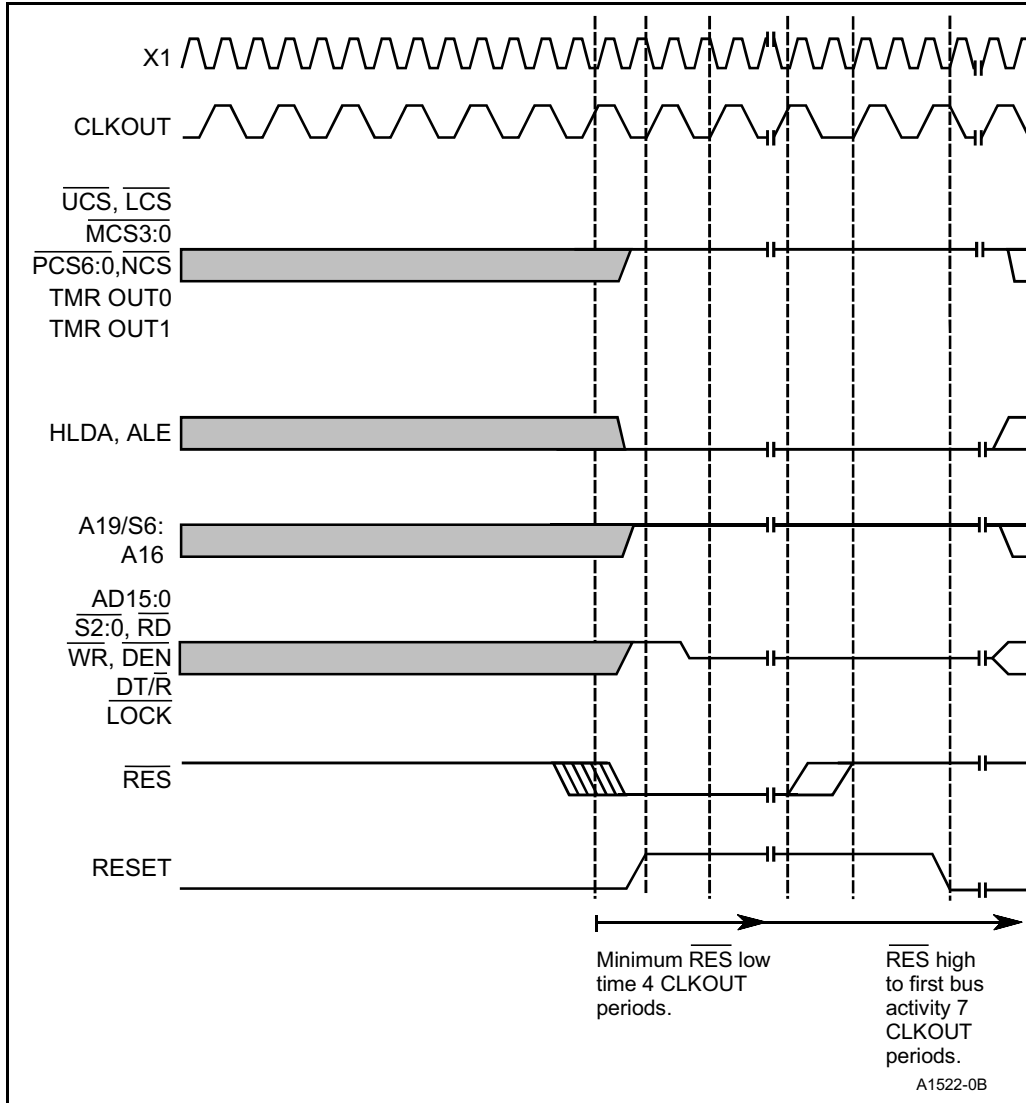 X1
CLKOUT
UCS, LCS
MCS3:0
PCS6:0,NCS
TMR OUT0
TMR OUT1
HLDA, ALE
A19/S6:
A16
AD15:0
S2:0, RD
WR, DEN
DT/R
LOCK
RES
RESET
Minimum RES low
time 4 CLKOUT
periods.
RES high
to first bus
activity 7
CLKOUT
periods.
A1522-0B